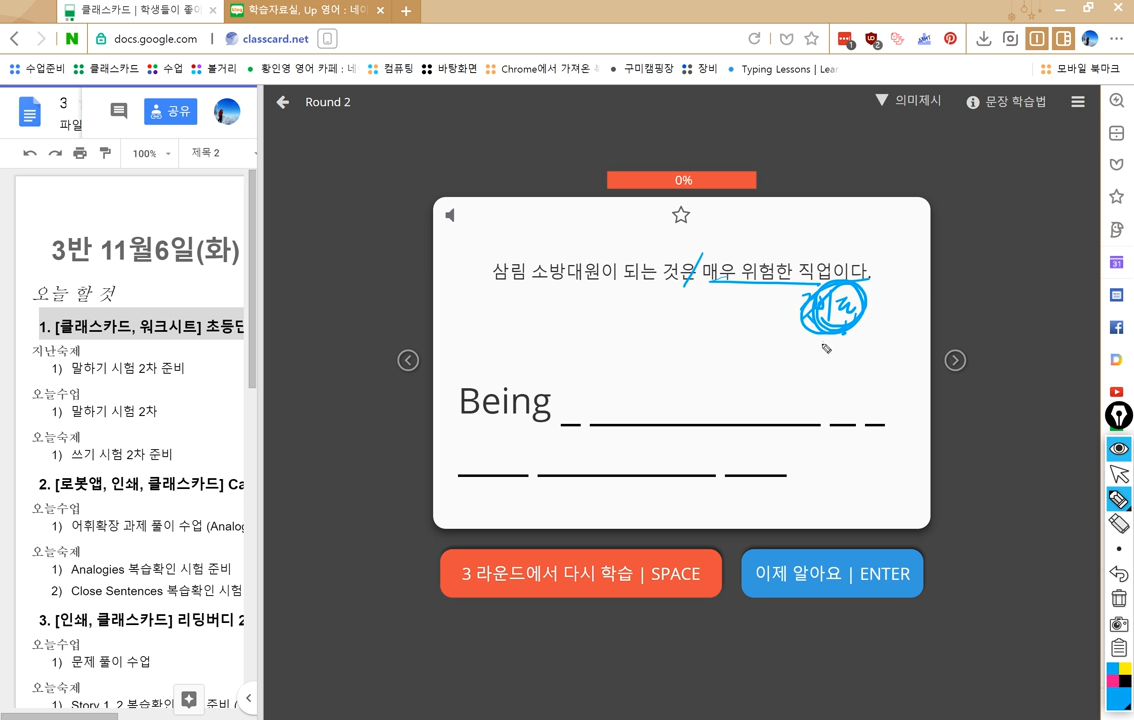 클래스카드 | 학생들이 좋아
학습자료실, Up 영어 : 네이
docs.google.com
classcard.net
수업준비
클래스카드
수업
볼거리
황인영 영어 카페 : 네
컴퓨팅
바탕화면
Chrome에서 가져온
구미캠핑장
장비
Typing Lessons | Lear
모바일 북마크
3
파일
공유
100%
제목 2
3반 11월6일(화)
오늘 할 것
1. [클래스카드, 워크시트] 초등단
지난숙제
1) 말하기 시험 2차 준비
오늘수업
1) 말하기 시험 2차
오늘숙제
1) 쓰기 시험 2차 준비
2. [로봇앱, 인쇄, 클래스카드] Ca
오늘수업
1) 어휘확장 과제 풀이 수업 (Analog
오늘숙제
1) Analogies 복습확인 시험 준비
2) Close Sentences 복습확인 시험
3. [인쇄, 클래스카드] 리딩버디 2
오늘수업
1) 문제 풀이 수업
오늘숙제
1) Story 1, 2 복습확인 준비 (
Round 2
의미제시
문장 학습법
0%
삼림 소방대원이 되는 것은 매우 위험한 직업이다.
Being
3 라운드에서 다시 학습 | SPACE
이제 알아요 | ENTER
1
2
31